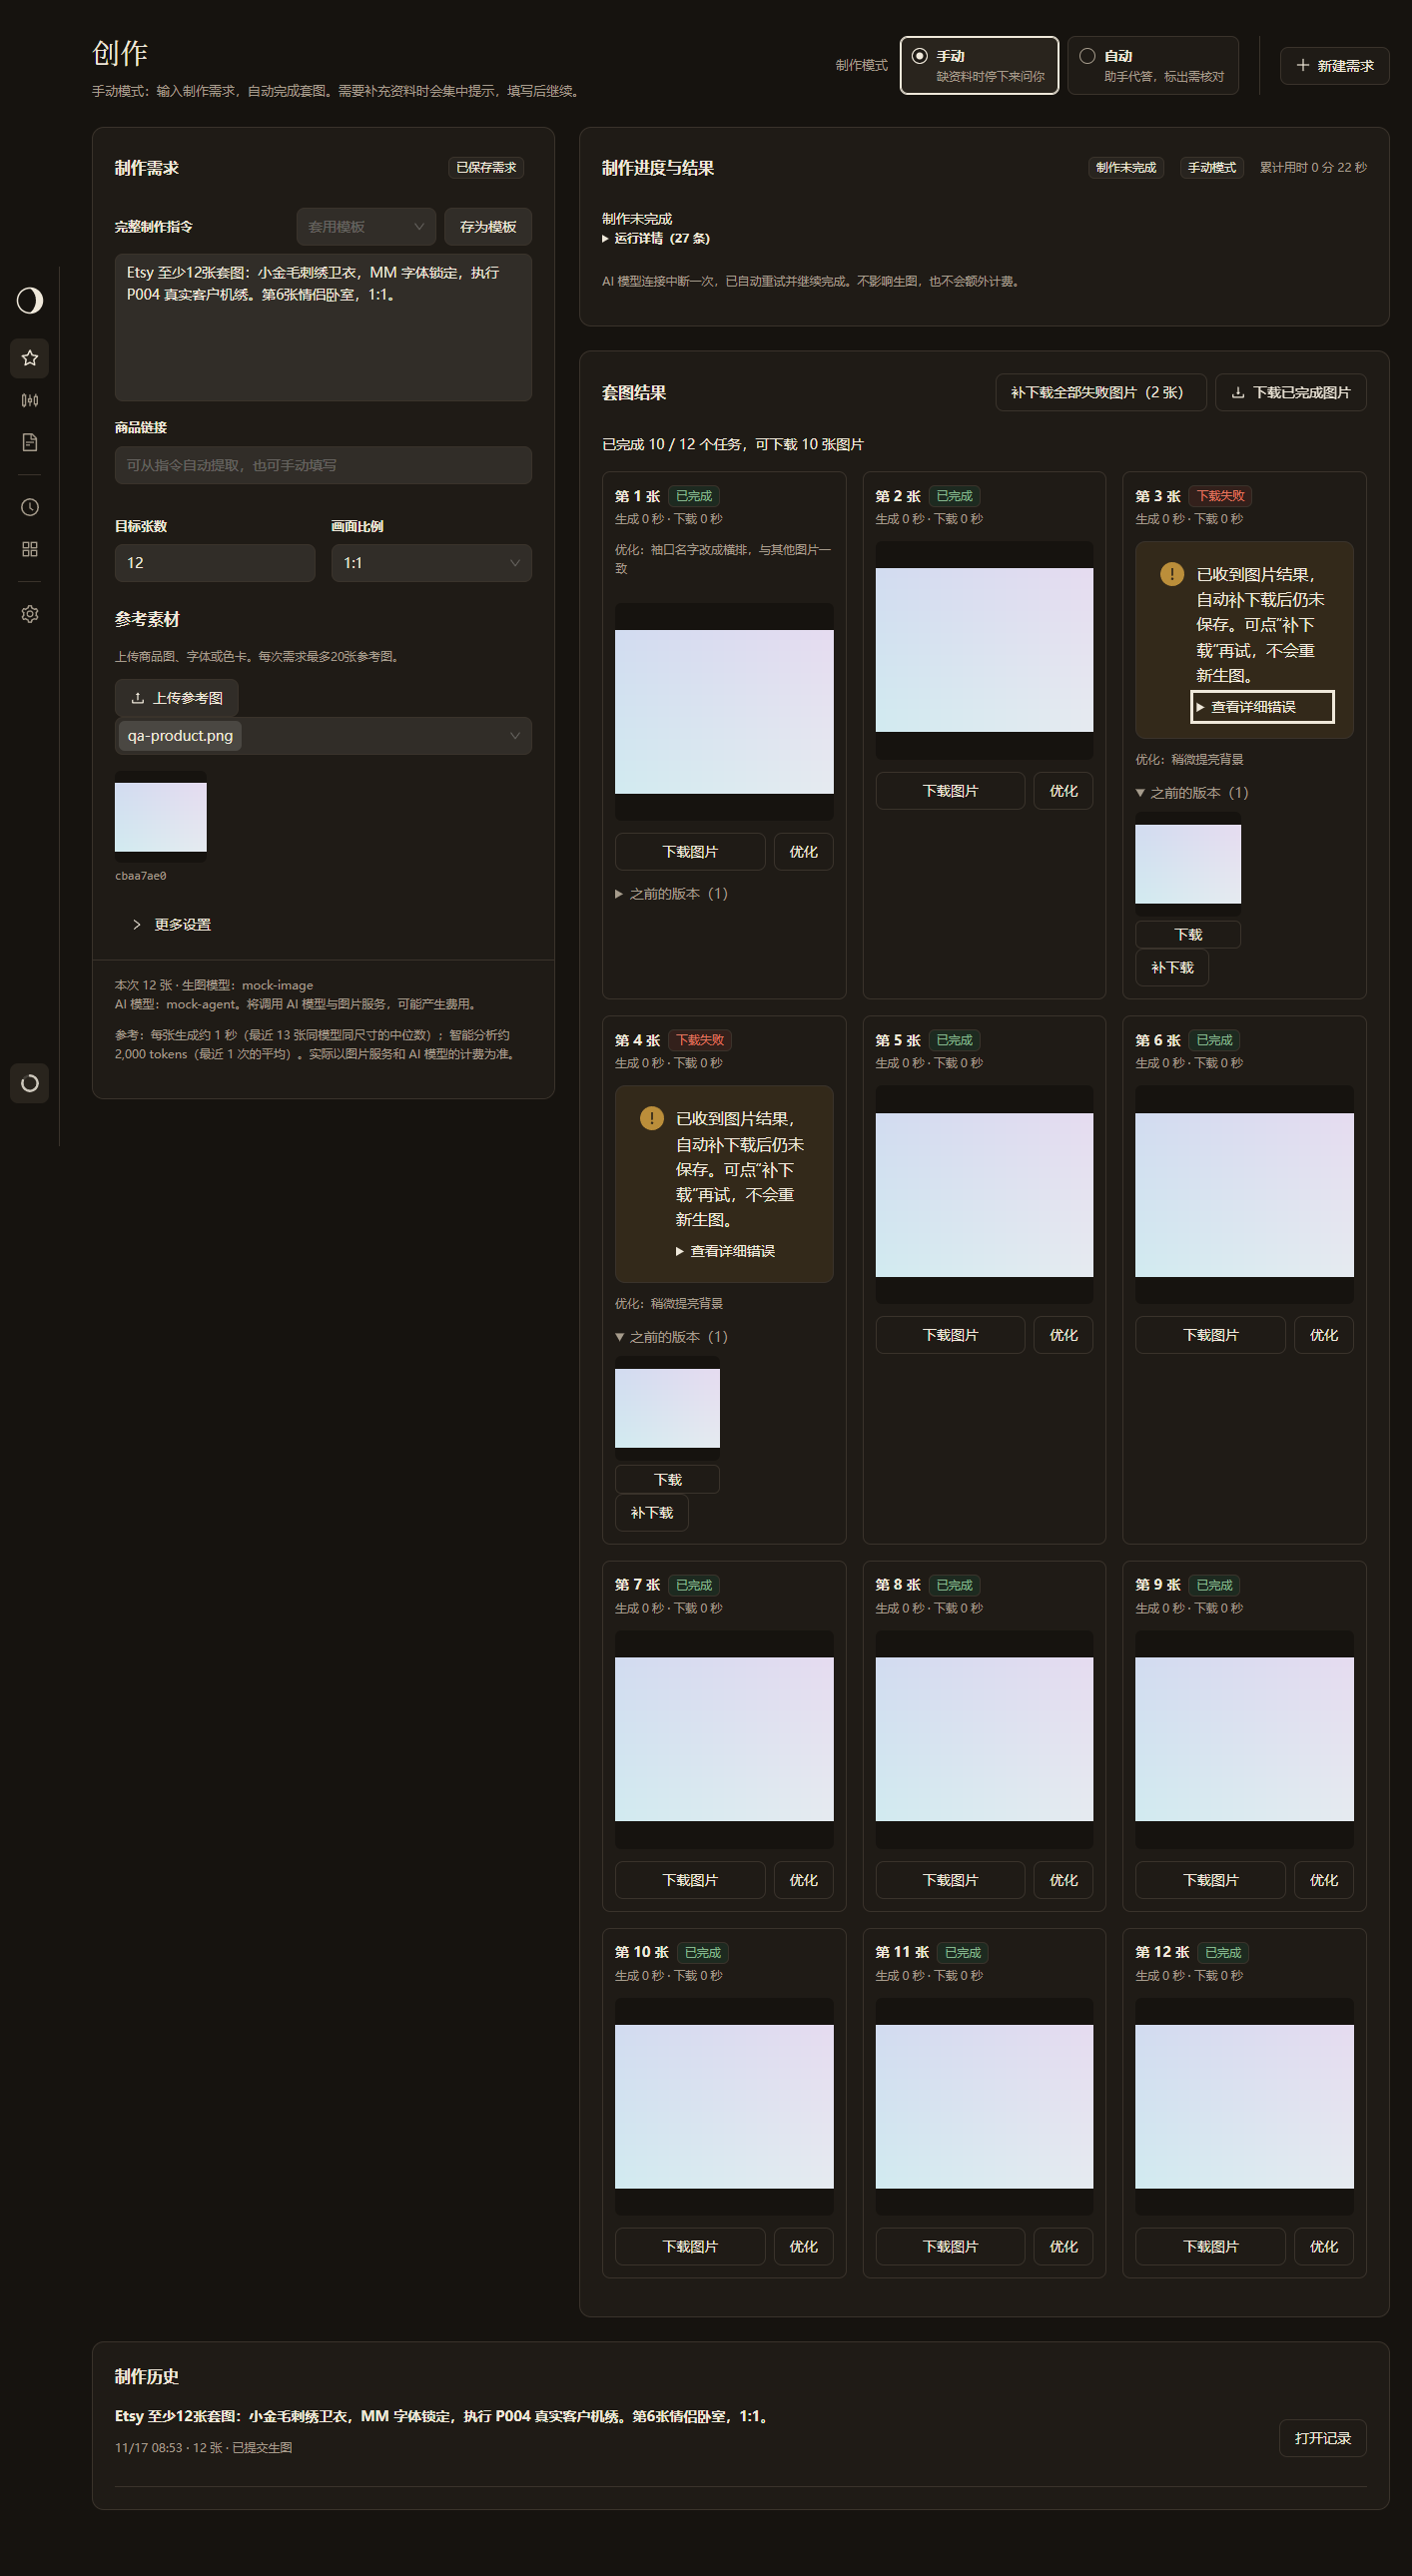 创作
手动模式：输入制作需求，自动完成套图。需要补充资料时会集中提示，填写后继续。
制作模式
手动
缺资料时停下来问你
自动
助手代答，标出需核对
新建需求
制作需求
已保存需求
完整制作指令
套用模板
存为模板
Etsy 至少12张套图：小金毛刺绣卫衣，MM 字体锁定，执行
P004 真实客户机绣。第6张情侣卧室，1:1。
商品链接
可从指令自动提取，也可手动填写
目标张数
画面比例
12
1:1
参考素材
上传商品图、字体或色卡。每次需求最多20张参考图。
上传参考图
qa-product.png
cbaa7ae0
更多设置
本次 12 张 · 生图模型：mock-image
AI 模型：mock-agent。将调用 AI 模型与图片服务，可能产生费用。
参考：每张生成约 1 秒（最近 13 张同模型同尺寸的中位数）；智能分析约
2,000 tokens（最近 1 次的平均）。实际以图片服务和 AI 模型的计费为准。
制作进度与结果
制作未完成
手动模式
累计用时 0 分 22 秒
制作未完成
运行详情（27 条）
AI 模型连接中断一次，已自动重试并继续完成。不影响生图，也不会额外计费。
套图结果
补下载全部失败图片（2 张）
下载已完成图片
已完成 10 / 12 个任务，可下载 10 张图片
第 1 张 已完成
生成 0 秒 · 下载 0 秒
优化：袖口名字改成横排，与其他图片一
致
下载图片
优化
之前的版本（1）
第 2 张 已完成
生成 0 秒 · 下载 0 秒
下载图片
优化
第 3 张 下载失败
生成 0 秒 · 下载 0 秒
已收到图片结果，
自动补下载后仍未
保存。可点“补下
载”再试，不会重
新生图。
查看详细错误
优化：稍微提亮背景
之前的版本（1）
下载
补下载
第 4 张 下载失败
生成 0 秒 · 下载 0 秒
已收到图片结果，
自动补下载后仍未
保存。可点“补下
载”再试，不会重
新生图。
查看详细错误
优化：稍微提亮背景
之前的版本（1）
下载
补下载
第 5 张 已完成
生成 0 秒 · 下载 0 秒
下载图片
优化
第 6 张 已完成
生成 0 秒 · 下载 0 秒
下载图片
优化
第 7 张 已完成
生成 0 秒 · 下载 0 秒
下载图片
优化
第 8 张 已完成
生成 0 秒 · 下载 0 秒
下载图片
优化
第 9 张 已完成
生成 0 秒 · 下载 0 秒
下载图片
优化
第 10 张 已完成
生成 0 秒 · 下载 0 秒
下载图片
优化
第 11 张 已完成
生成 0 秒 · 下载 0 秒
下载图片
优化
第 12 张 已完成
生成 0 秒 · 下载 0 秒
下载图片
优化
制作历史
Etsy 至少12张套图：小金毛刺绣卫衣，MM 字体锁定，执行 P004 真实客户机绣。第6张情侣卧室，1:1。
11/17 08:53 · 12 张 · 已提交生图
打开记录